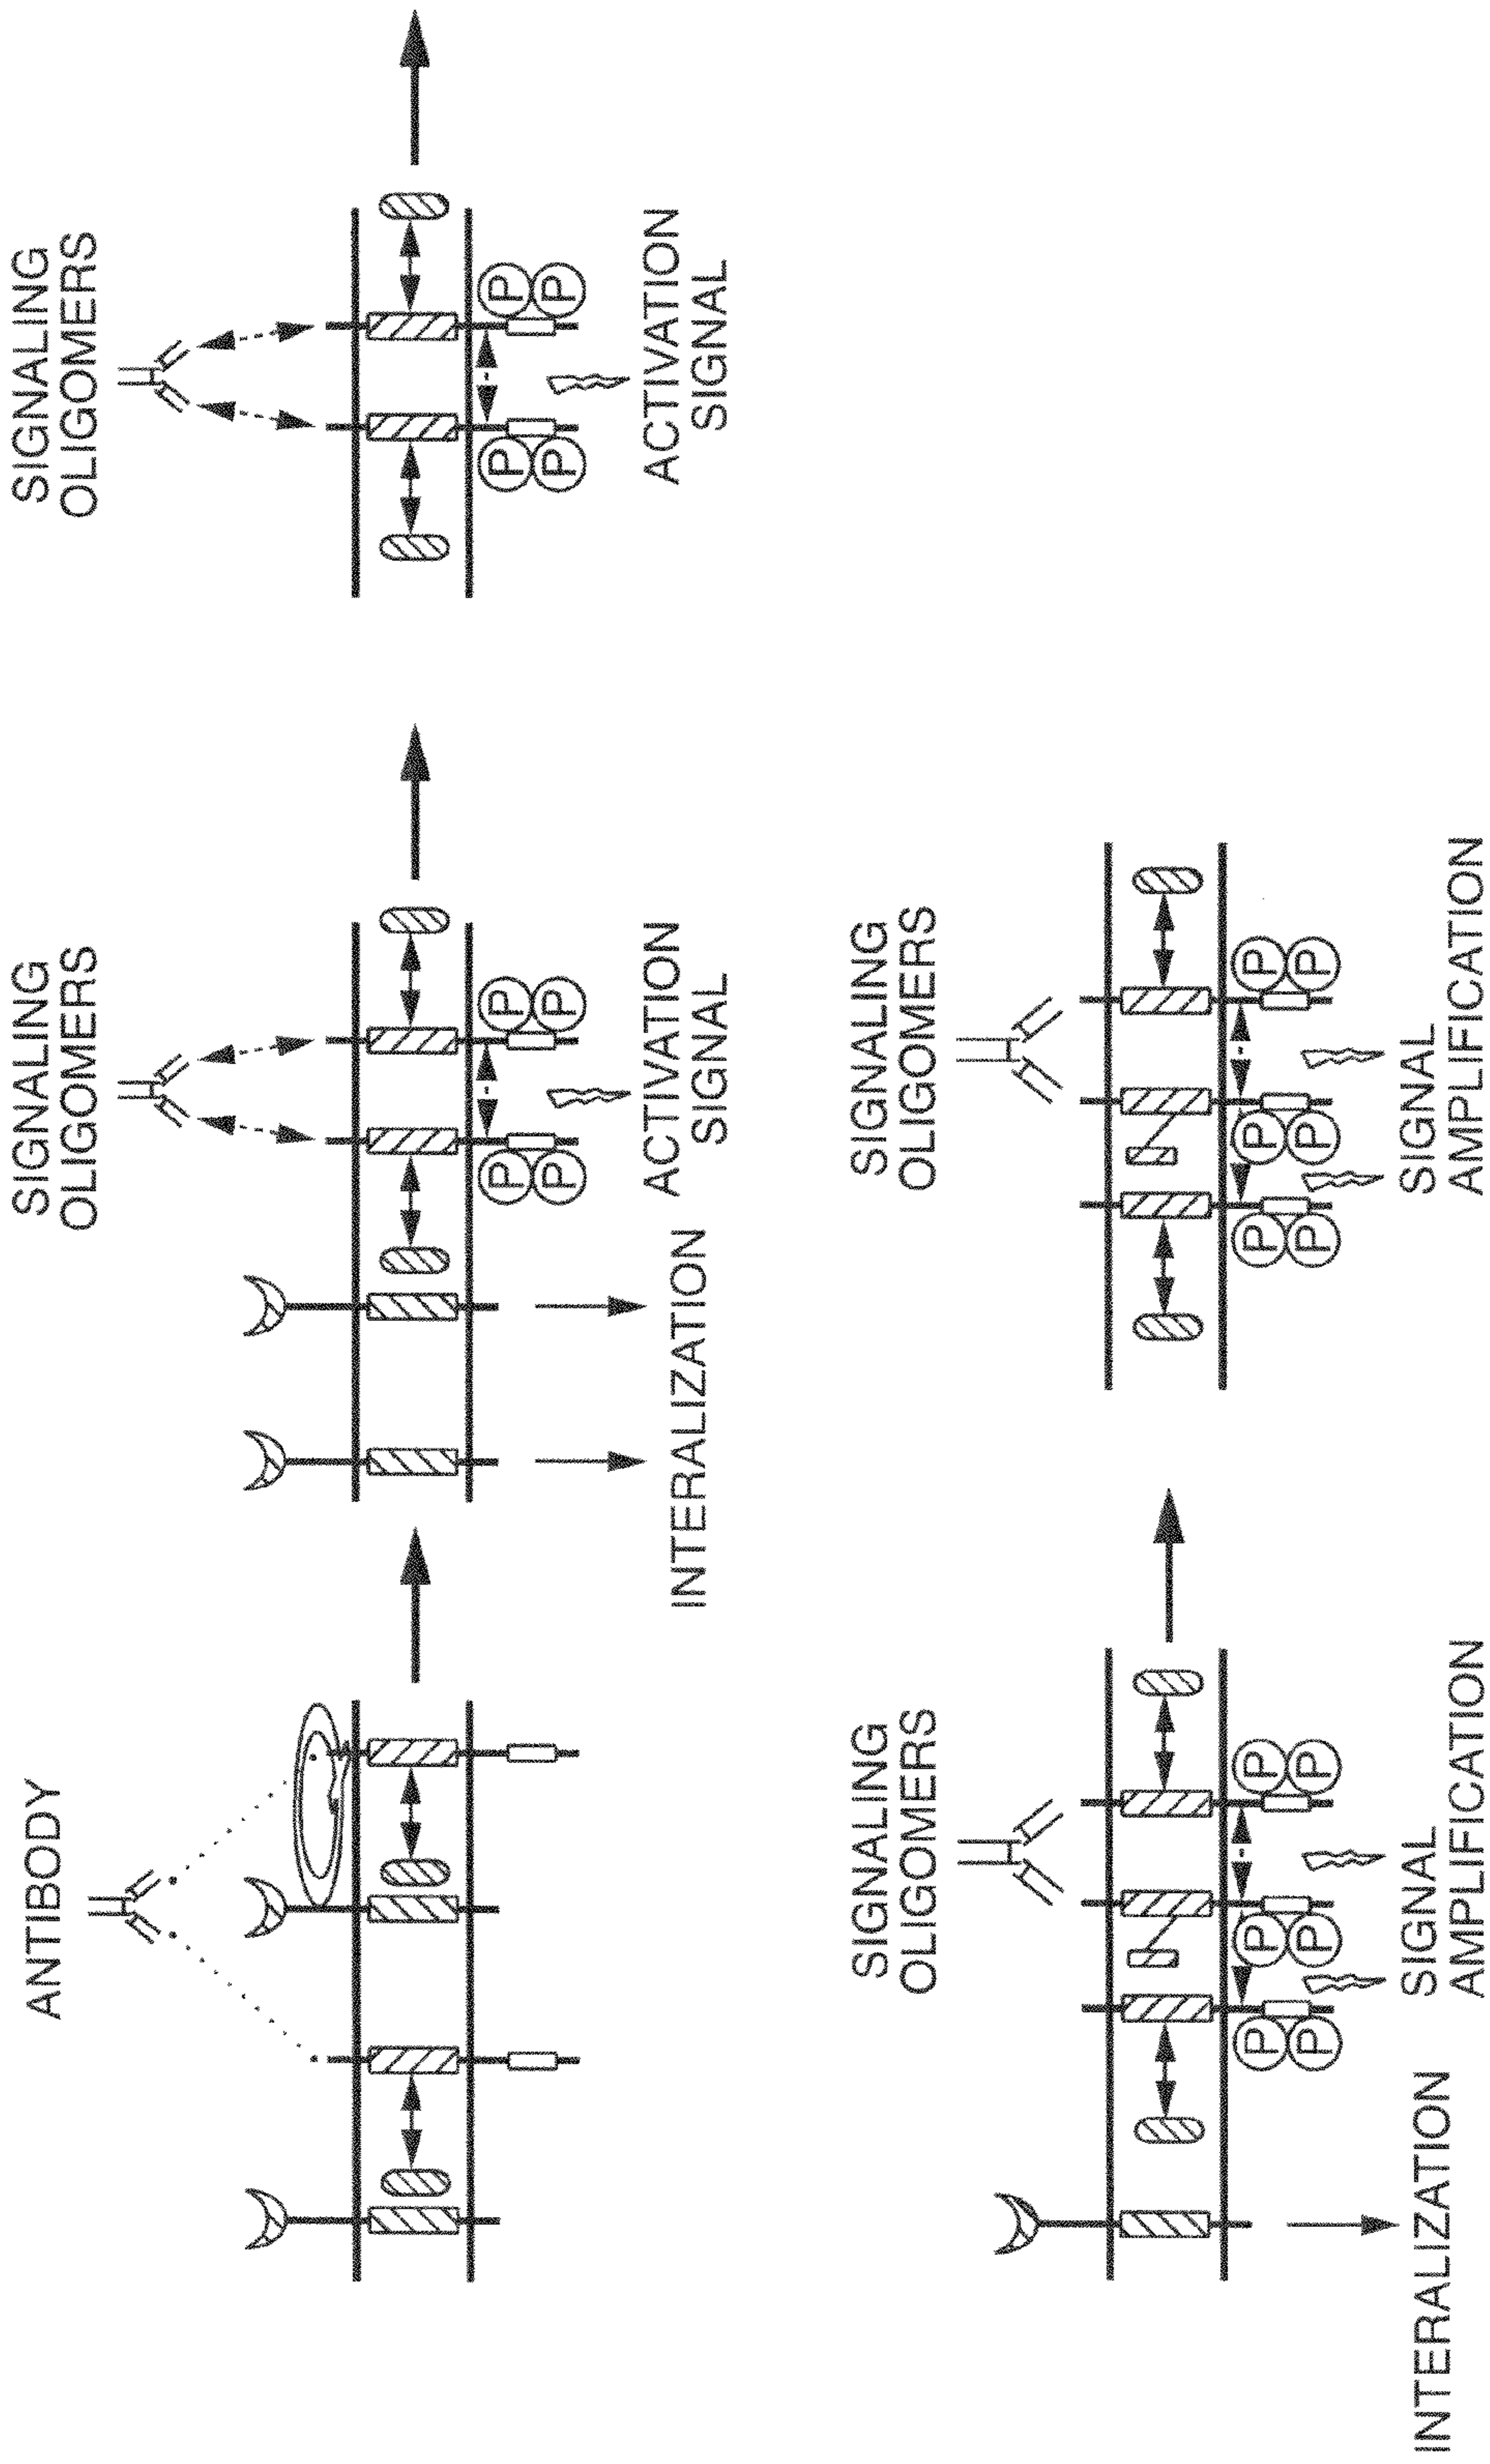 ANTIBODY
SIGNALING
OLIGOMERS
P P
P P
INTERALIZATION
ACTIVATION
SIGNAL
SIGNALING
OLIGOMERS
P P
P P
ACTIVATION
SIGNAL
SIGNALING
OLIGOMERS
P P P
P P P
INTERALIZATION
SIGNAL
AMPLIFICATION
SIGNALING
OLIGOMERS
P P P
P P P
SIGNAL
AMPLIFICATION